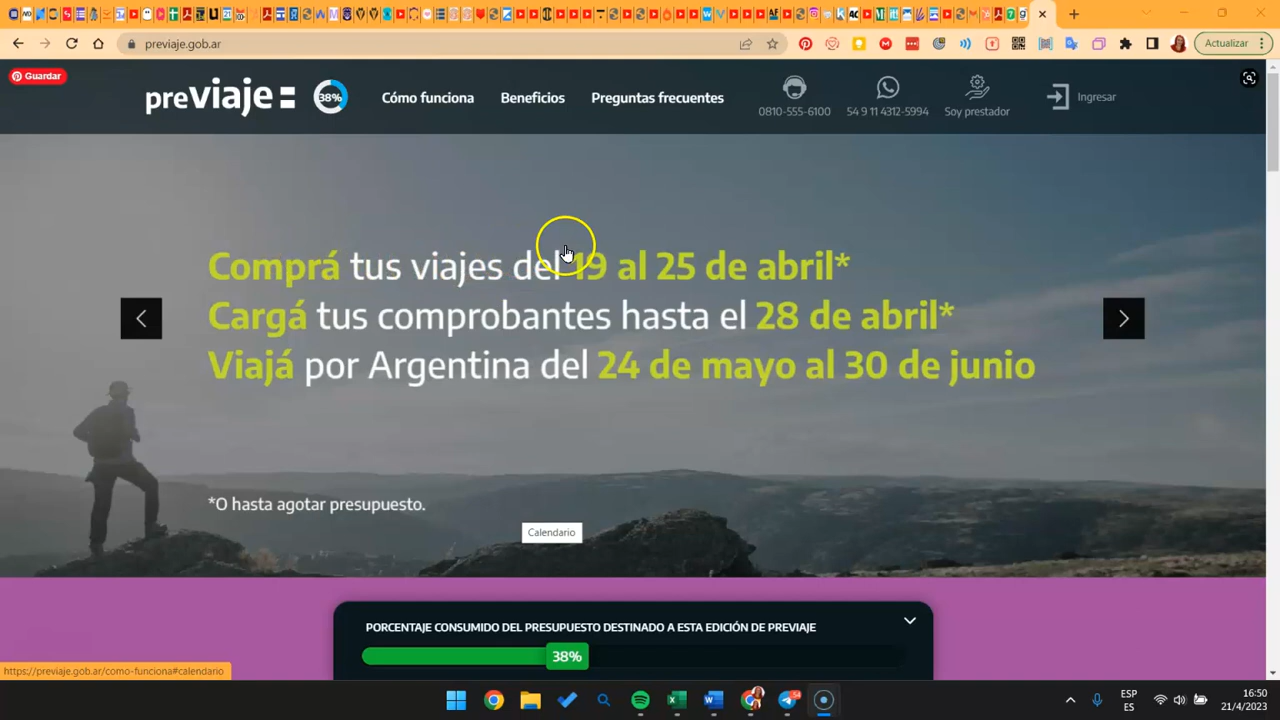 previaje.gob.ar
Actualizar
Guardar
previaje
38%
Cómo funciona
Beneficios
Preguntas frecuentes
0810-555-6100
54 9 11 4312-5994
Soy prestador
Ingresar
Comprá tus viajes del 19 al 25 de abril*
Cargá tus comprobantes hasta el 28 de abril*
Viajá por Argentina del 24 de mayo al 30 de junio
*O hasta agotar presupuesto.
Calendario
PORCENTAJE CONSUMIDO DEL PRESUPUESTO DESTINADO A ESTA EDICIÓN DE PREVIAJE
38%
https://previaje.gob.ar/como-funciona#calendario
ESP
ES
16:50
21/4/2023